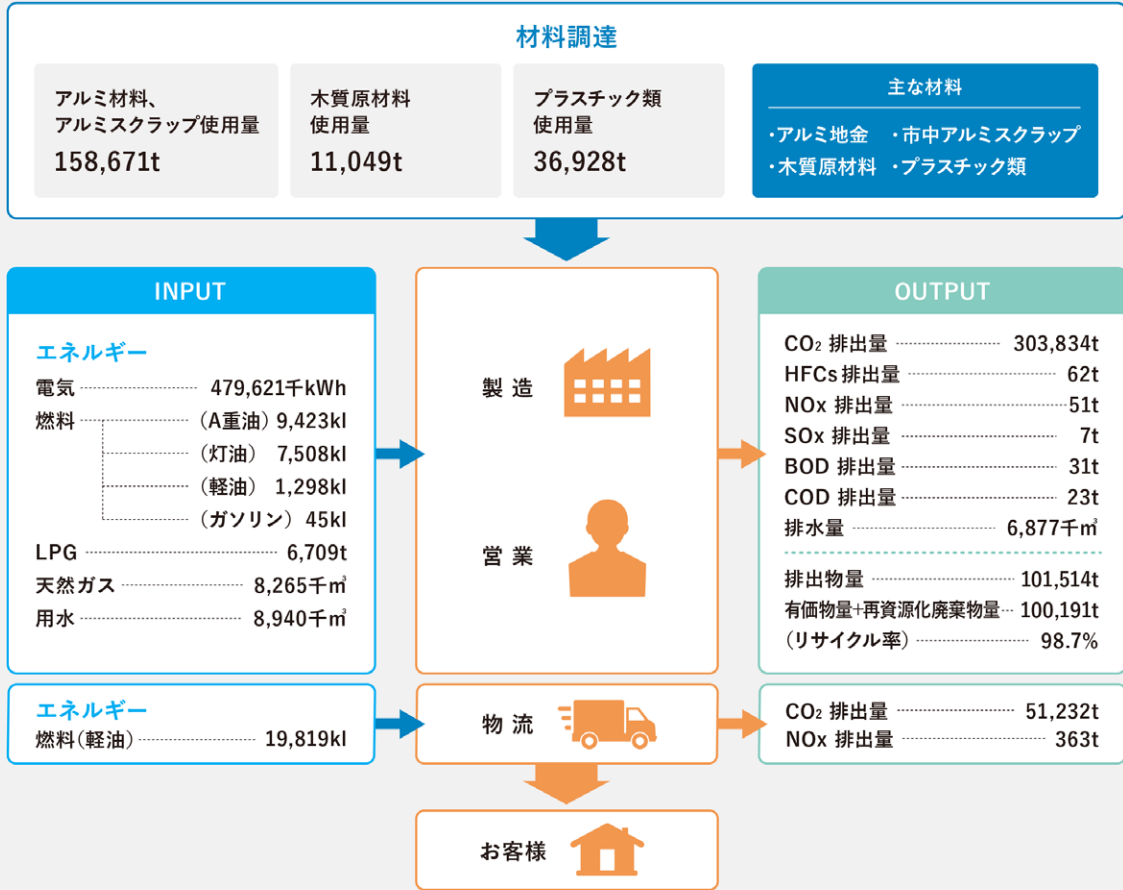 材料調達
アルミ材料、
アルミスクラップ使用量
158,671t
木質原材料
使用量
11,049t
プラスチック類
使用量
36,928t
主な材料
・アルミ地金 ・市中アルミスクラップ
・木質原材料 ・プラスチック類
INPUT
エネルギー
電気 479,621千kWh
燃料 (A重油) 9,423kl
(灯油) 7,508kl
(軽油) 1,298kl
(ガソリン) 45kl
LPG 6,709t
天然ガス 8,265千㎥
用水 8,940千㎥
製造
営業
OUTPUT
CO₂ 排出量 303,834t
HFCs 排出量 62t
NOx 排出量 51t
SOx 排出量 7t
BOD 排出量 31t
COD 排出量 23t
排水量 6,877千㎥
排出物量 101,514t
有価物量+再資源化廃棄物量 100,191t
(リサイクル率) 98.7%
エネルギー
燃料(軽油) 19,819kl
物流
CO₂ 排出量 51,232t
NOx 排出量 363t
お客様